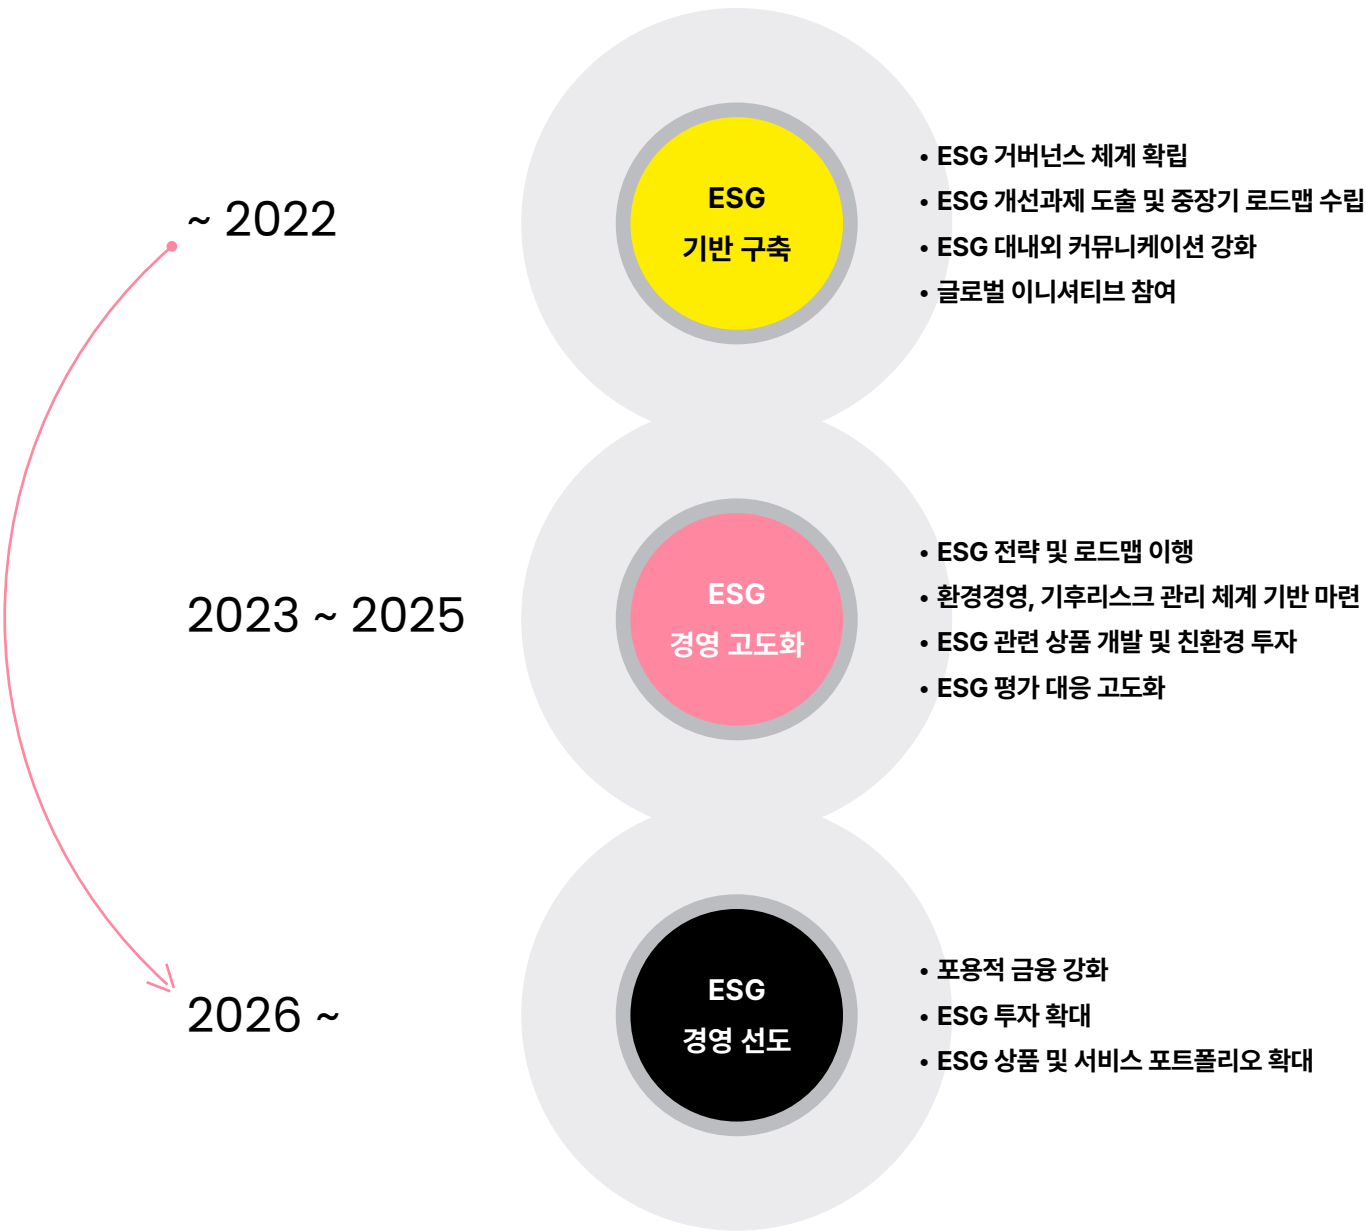 ~ 2022
ESG
기반 구축
• ESG 거버넌스 체계 확립
• ESG 개선과제 도출 및 중장기 로드맵 수립
• ESG 대내외 커뮤니케이션 강화
• 글로벌 이니셔티브 참여
2023 ~ 2025
ESG
경영 고도화
• ESG 전략 및 로드맵 이행
• 환경경영, 기후리스크 관리 체계 기반 마련
• ESG 관련 상품 개발 및 친환경 투자
• ESG 평가 대응 고도화
2026 ~
ESG
경영 선도
• 포용적 금융 강화
• ESG 투자 확대
• ESG 상품 및 서비스 포트폴리오 확대